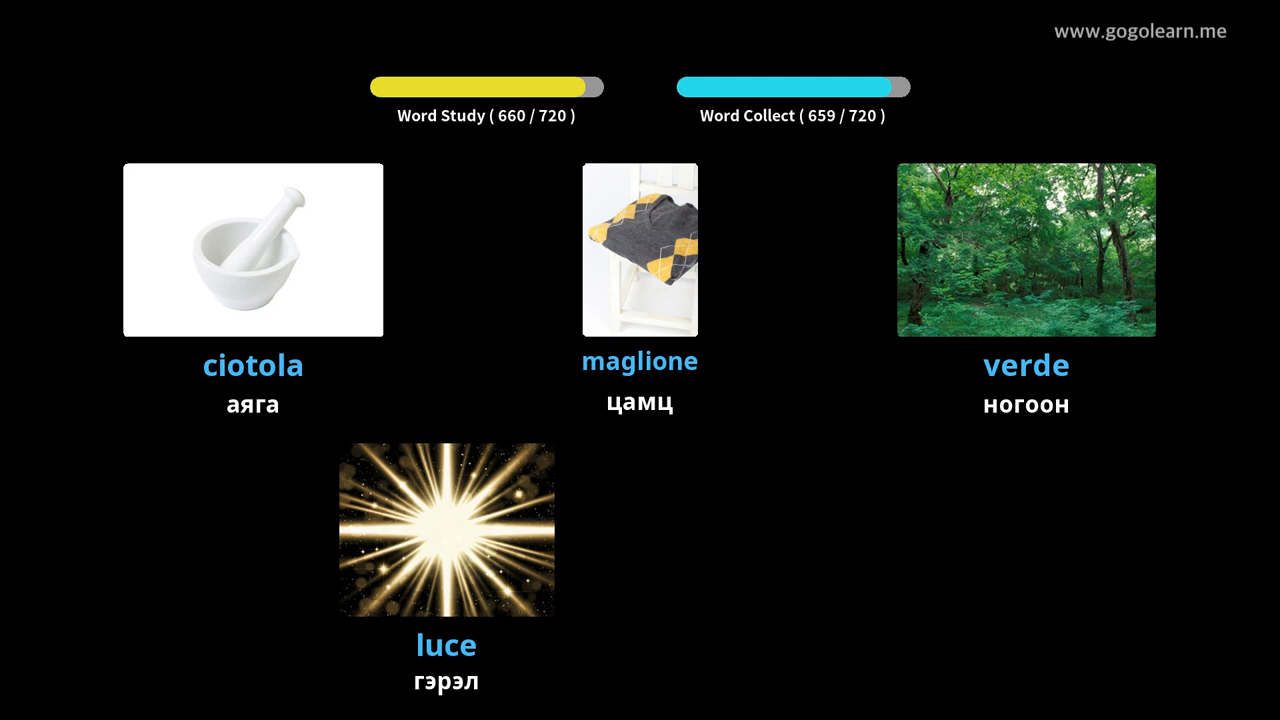 www.gogolearn.me
Word Study ( 660 / 720 )
Word Collect ( 659 / 720 )
ciotola
аяга
maglione
цамц
verde
ногоон
luce
гэрэл